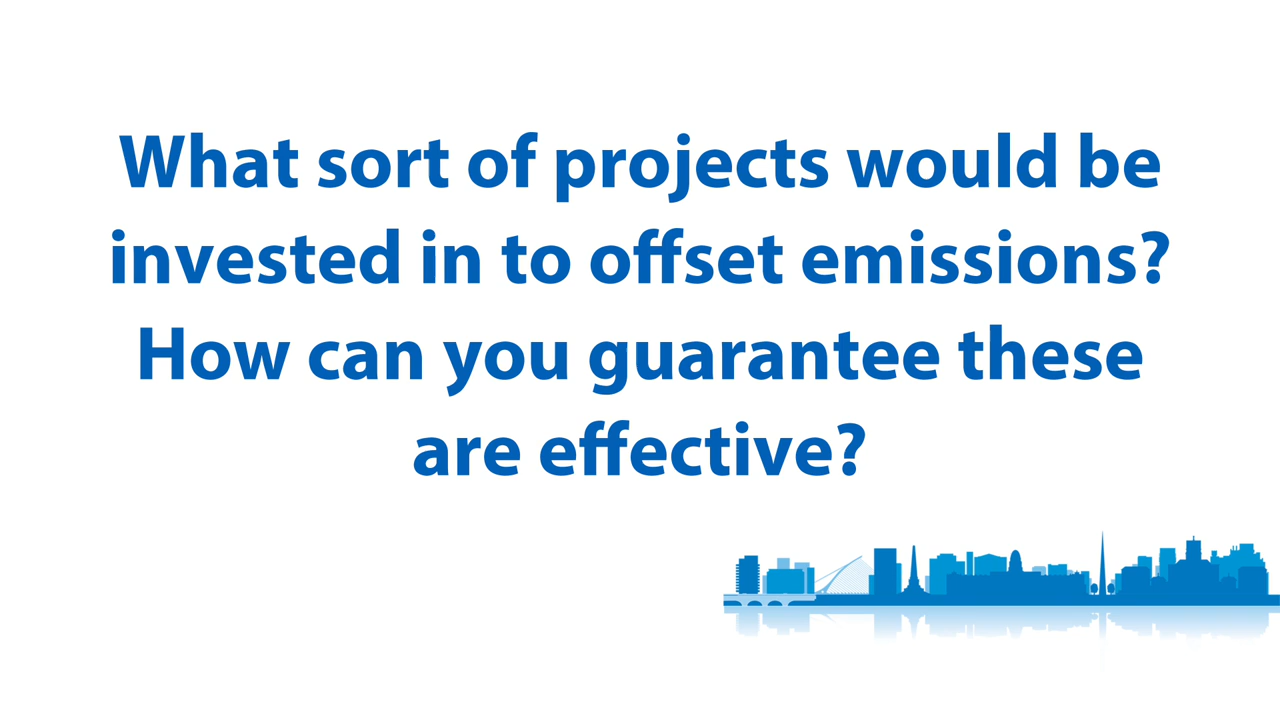 What sort of projects would be
invested in to offset emissions?
How can you guarantee these
are effective?